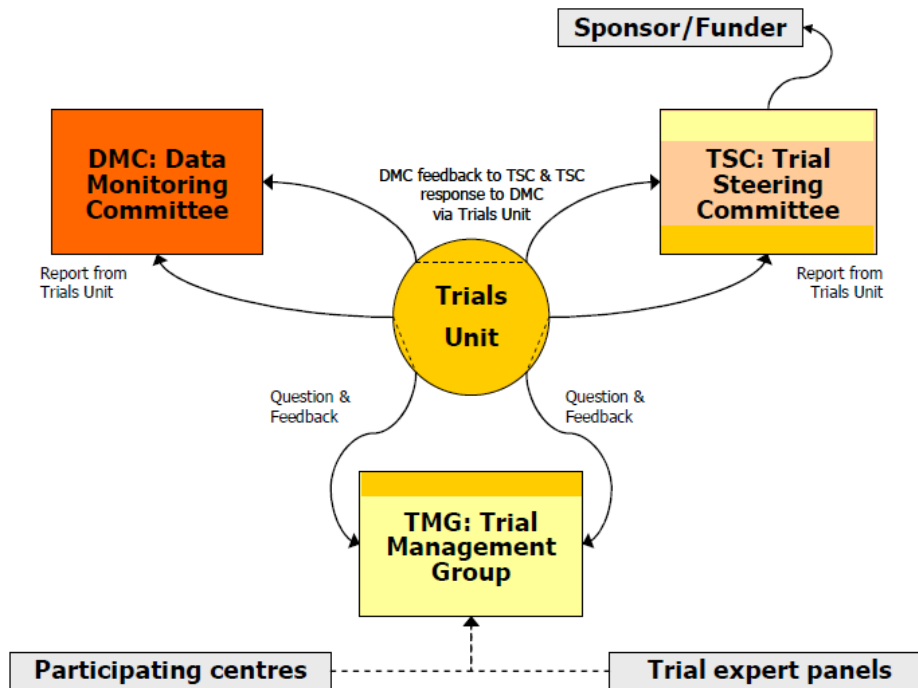 Sponsor/Funder
DMC: Data
Monitoring
Committee
DMC feedback to TSC & TSC
response to DMC
via Trials Unit
TSC: Trial
Steering
Committee
Report from
Trials Unit
Trials
Unit
Report from
Trials Unit
Question &
Feedback
Question &
Feedback
TMG: Trial
Management
Group
Participating centres
Trial expert panels